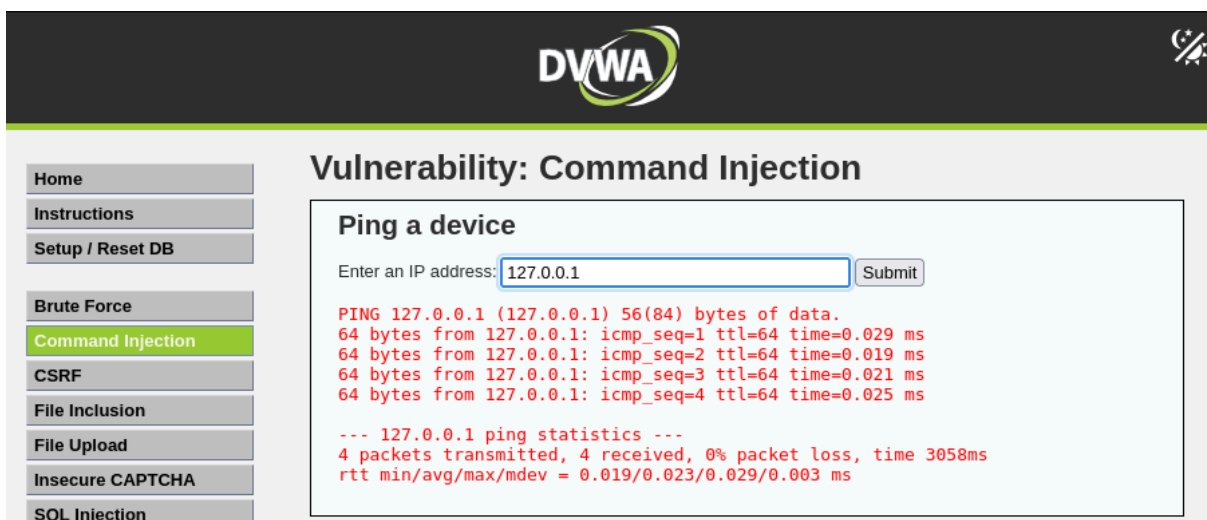 DVWA
Home
Instructions
Setup / Reset DB
Brute Force
Command Injection
CSRF
File Inclusion
File Upload
Insecure CAPTCHA
SQL Injection
Vulnerability: Command Injection
Ping a device
Enter an IP address: 127.0.0.1 Submit
PING 127.0.0.1 (127.0.0.1) 56(84) bytes of data.
64 bytes from 127.0.0.1: icmp_seq=1 ttl=64 time=0.029 ms
64 bytes from 127.0.0.1: icmp_seq=2 ttl=64 time=0.019 ms
64 bytes from 127.0.0.1: icmp_seq=3 ttl=64 time=0.021 ms
64 bytes from 127.0.0.1: icmp_seq=4 ttl=64 time=0.025 ms
--- 127.0.0.1 ping statistics ---
4 packets transmitted, 4 received, 0% packet loss, time 3058ms
rtt min/avg/max/mdev = 0.019/0.023/0.029/0.003 ms